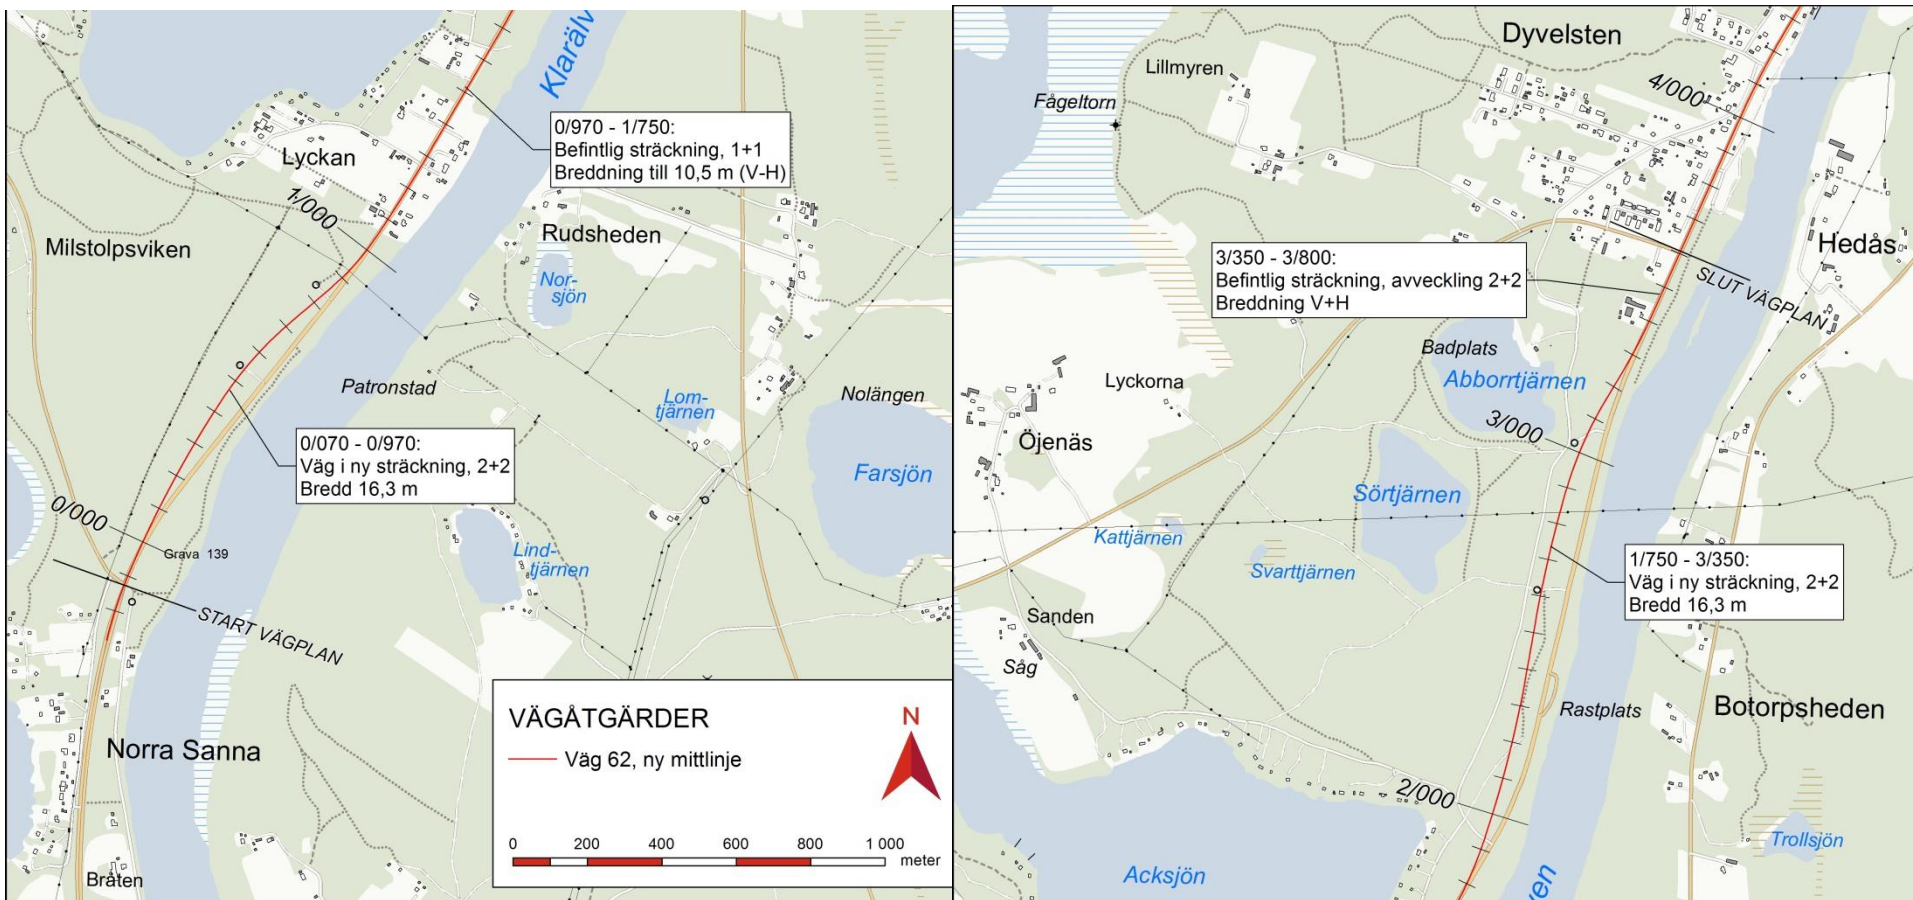 Klarälv
0/970 - 1/750:
Befintlig sträckning, 1+1
Breddning till 10,5 m (V-H)
Lyckan
1/000
Milstolpsviken
Rudsheden
Nor-
sjön
Patronstad
Lom-
tjärnen
Nolängen
0/070 - 0/970:
Väg i ny sträckning, 2+2
Bredd 16,3 m
Farsjön
0/000
Grava 139
Lind-
tjärnen
START VÄGPLAN
Norra Sanna
Bråten
VÄGÅTGÄRDER
Väg 62, ny mittlinje
N
0 200 400 600 800 1 000
meter
Dyvelsten
Lillmyren
Fågeltorn
4/000
Hedås
3/350 - 3/800:
Befintlig sträckning, avveckling 2+2
Breddning V+H
SLUT VÄGPLAN
Badplats
Abborrtjärnen
Lyckorna
3/000
Öjenäs
Sörtjärnen
Kattjärnen
Svarttjärnen
1/750 - 3/350:
Väg i ny sträckning, 2+2
Bredd 16,3 m
Sanden
Såg
Rastplats
Botorpsheden
2/000
Trollsjön
Acksjön
ven